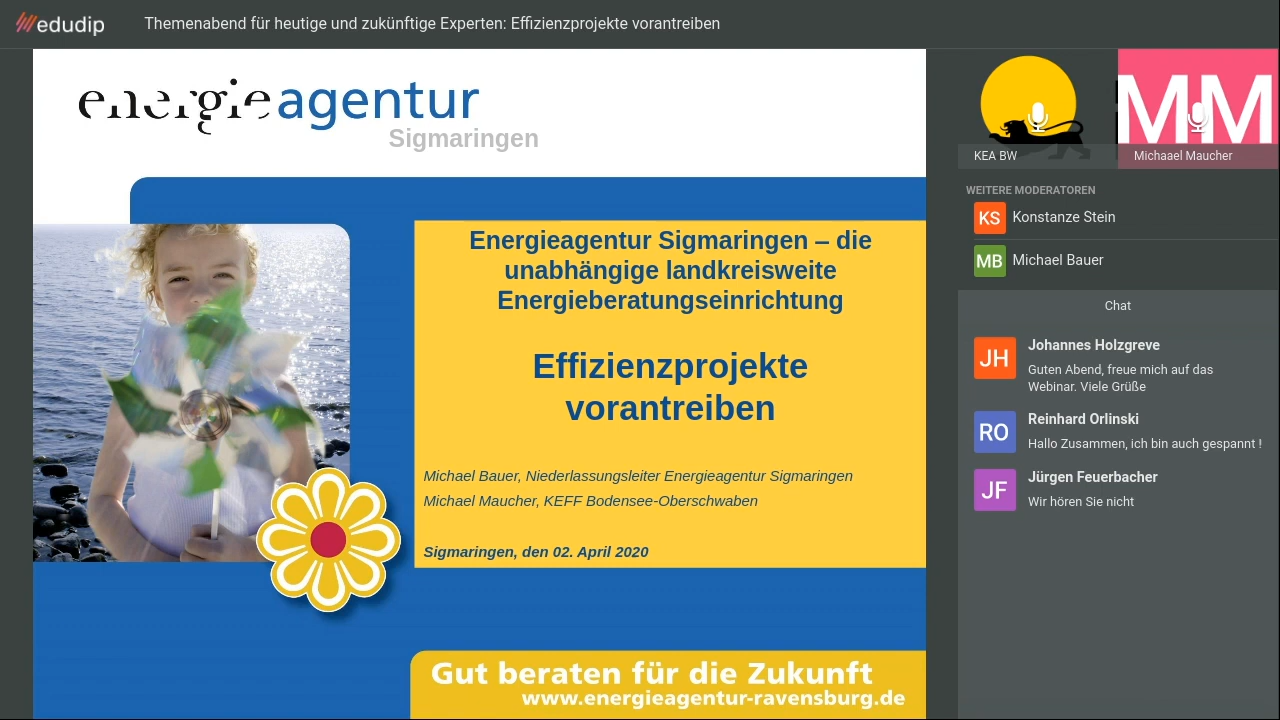 edudip
Themenabend für heutige und zukünftige Experten: Effizienzprojekte vorantreiben
energieagentur
Sigmaringen
Energieagentur Sigmaringen – die
unabhängige landkreisweite
Energieberatungseinrichtung
Effizienzprojekte
vorantreiben
Michael Bauer, Niederlassungsleiter Energieagentur Sigmaringen
Michael Maucher, KEFF Bodensee-Oberschwaben
Sigmaringen, den 02. April 2020
Gut beraten für die Zukunft
www.energieagentur-ravensburg.de
MM
KEA BW
Michaael Maucher
WEITERE MODERATOREN
KS Konstanze Stein
MB Michael Bauer
Chat
JH Johannes Holzgreve
Guten Abend, freue mich auf das
Webinar. Viele Grüße
RO Reinhard Orlinski
Hallo Zusammen, ich bin auch gespannt !
JF Jürgen Feuerbacher
Wir hören Sie nicht